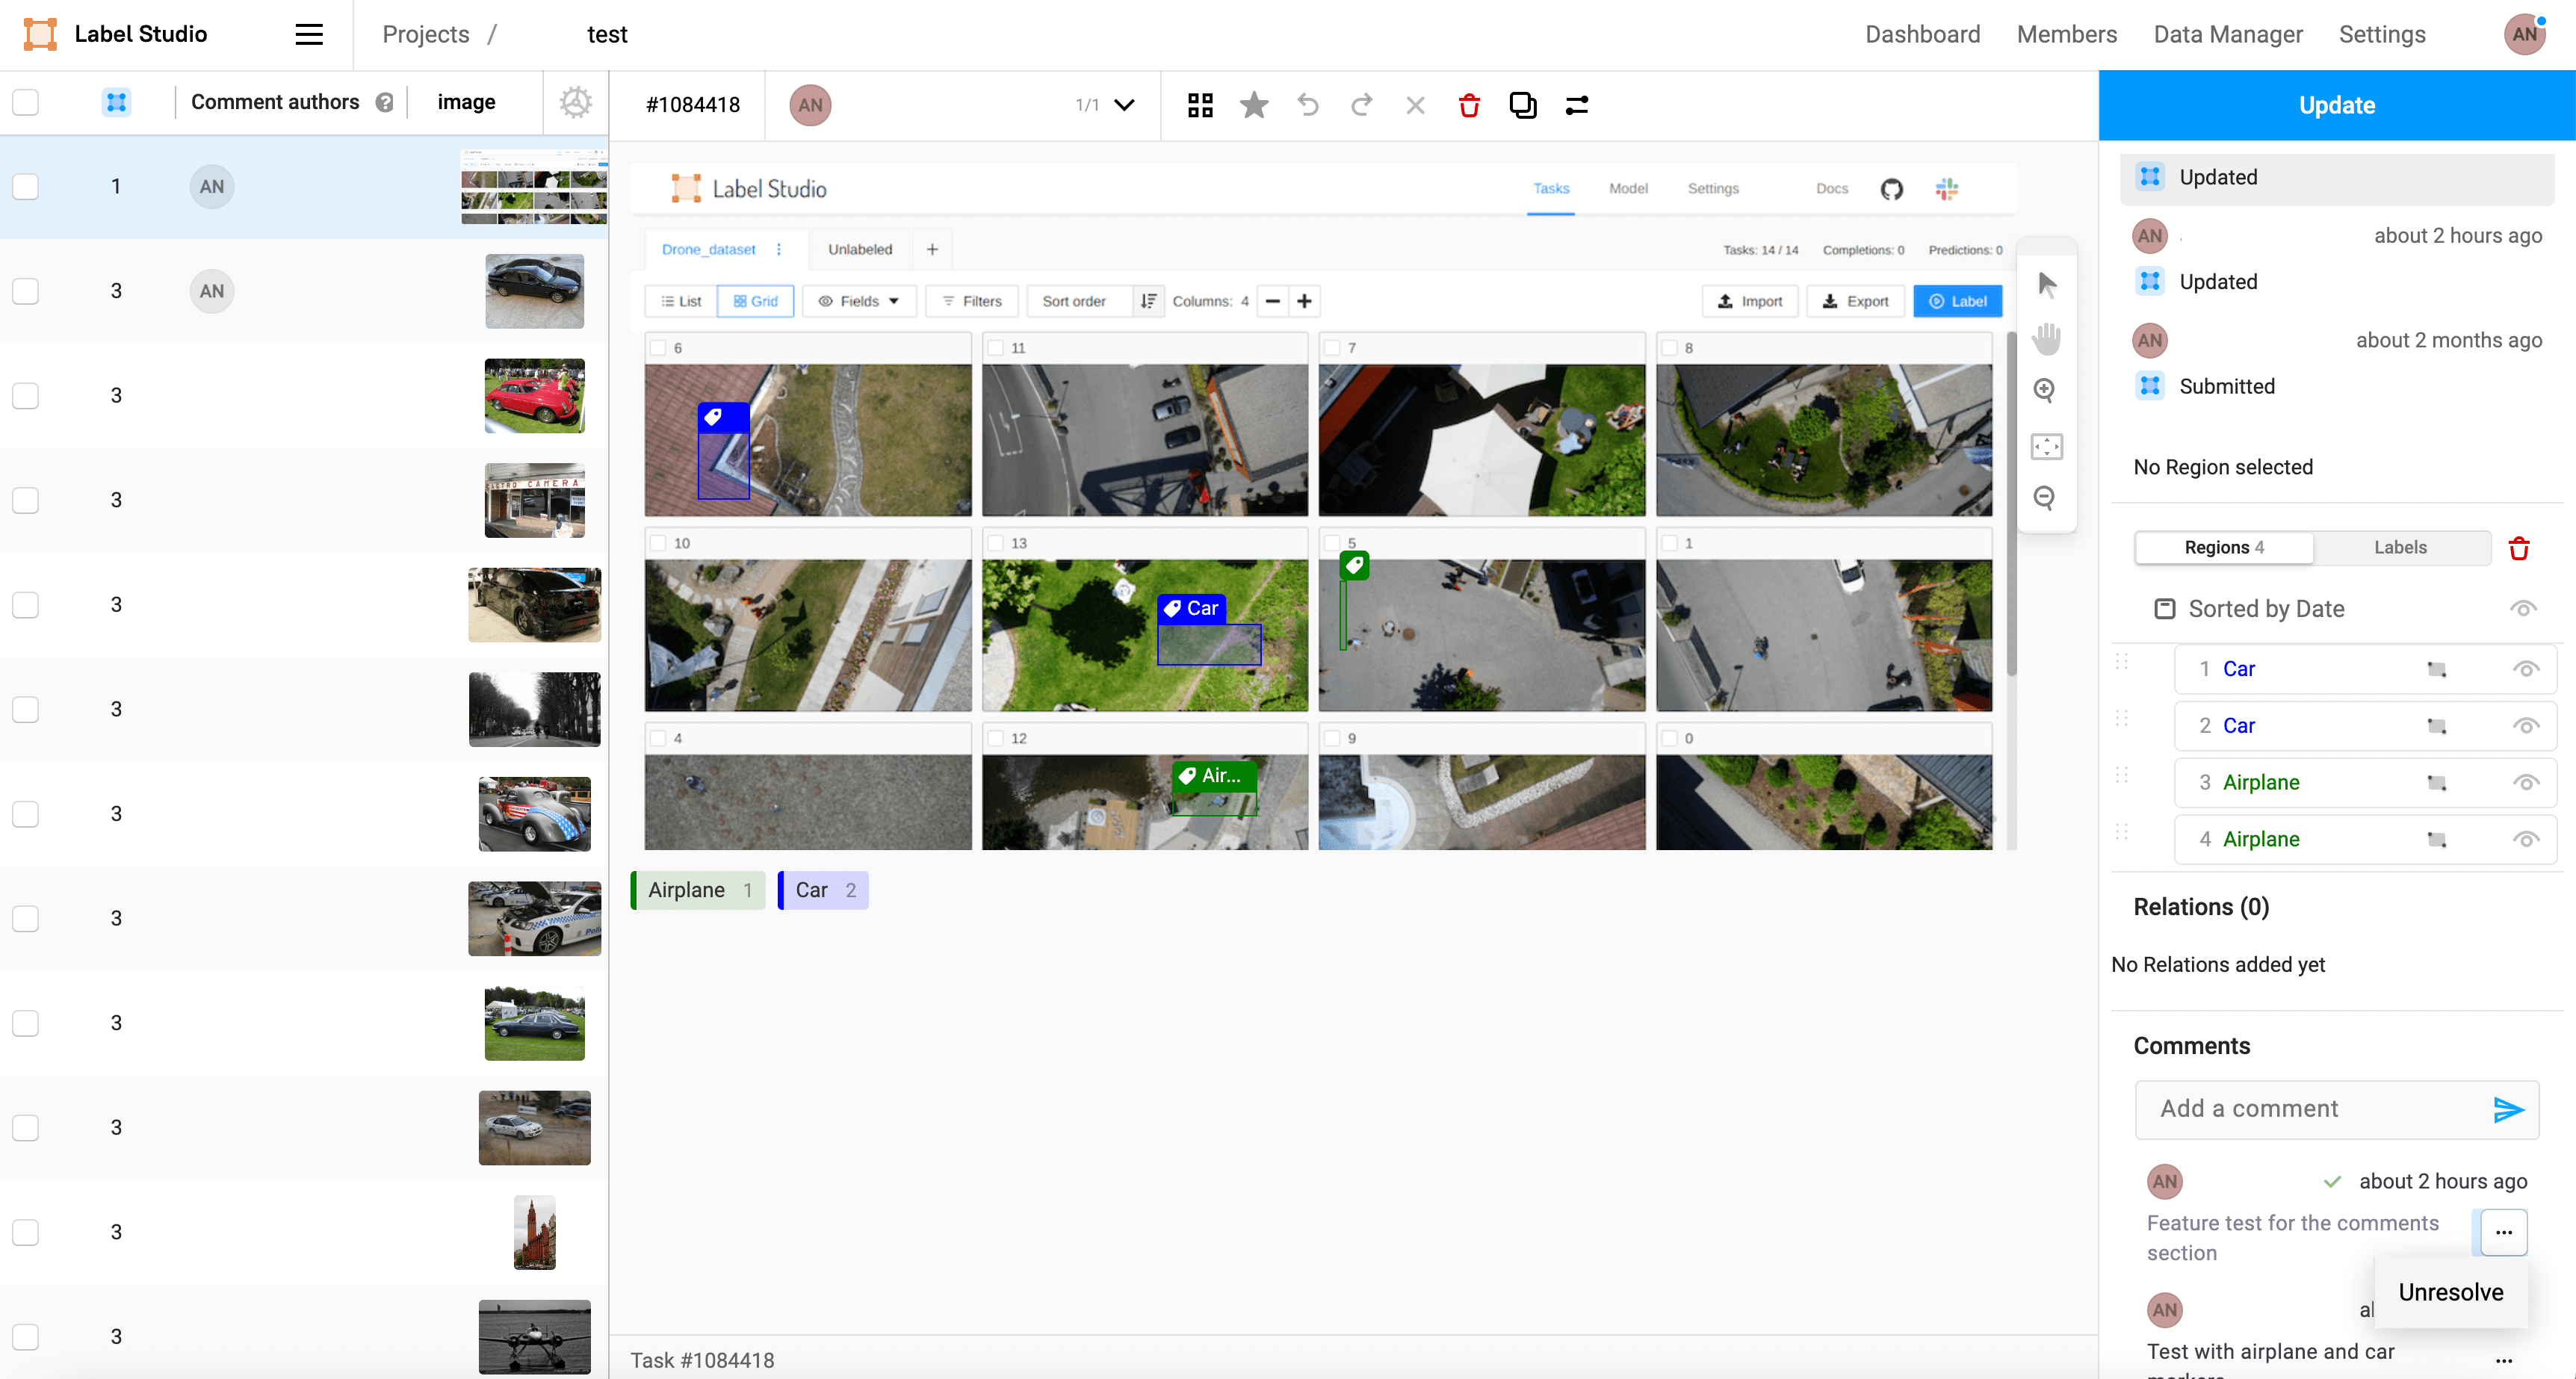 Label Studio
Projects / test
Dashboard Members Data Manager Settings AN
Comment authors ? image
#1084418 AN 1/1
Update
1 AN
3 AN
3
3
3
3
3
3
3
3
3
3
Label Studio
Tasks Model Settings Docs
Drone_dataset Unlabeled +
Tasks: 14 / 14 Completions: 0 Predictions: 0
List Grid Fields Filters Sort order Columns: 4
Import Export Label
6 11 7 8
10 13 5 1
Car
4 12 9 0
Air...
CASTRO CAMERA
Airplane 1 Car 2
Task #1084418
Updated
AN about 2 hours ago
Updated
AN about 2 months ago
Submitted
No Region selected
Regions 4 Labels
Sorted by Date
1 Car
2 Car
3 Airplane
4 Airplane
Relations (0)
No Relations added yet
Comments
Add a comment
AN about 2 hours ago
Feature test for the comments
section
...
Unresolve
AN
Test with airplane and car
...